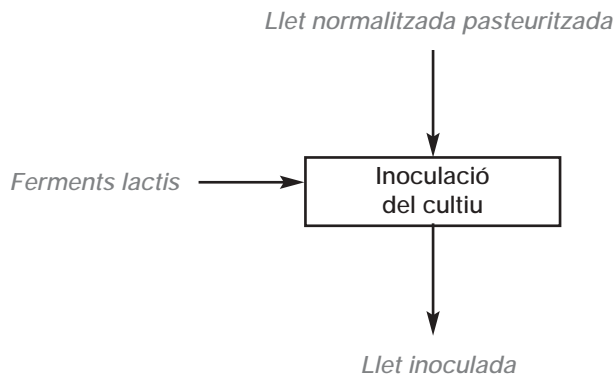 Llet normalitzada pasteuritzada
Ferments lactis
Inoculació
del cultiu
Llet inoculada